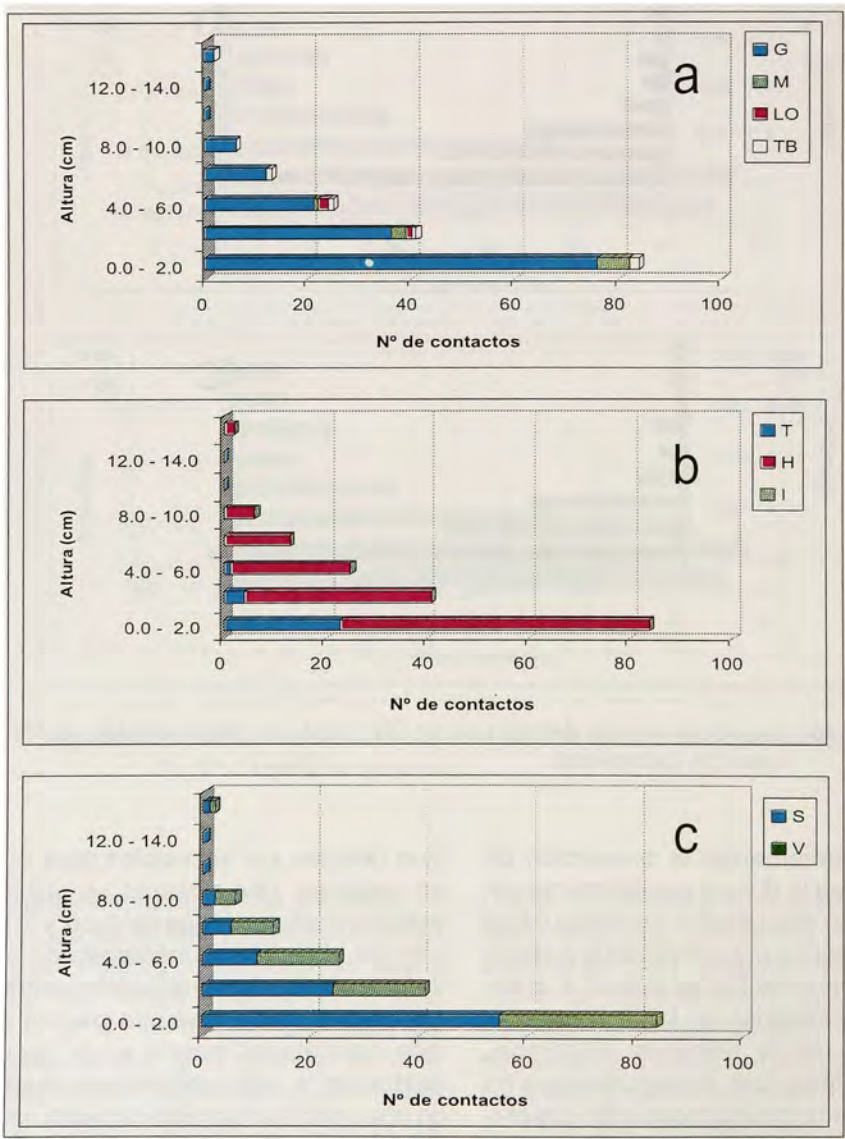 a
G
M
LO
TB
Altura (cm)
12.0 - 14.0
8.0 - 10.0
4.0 - 6.0
0.0 - 2.0
0 20 40 60 80 100
Nº de contactos
b
T
H
I
Altura (cm)
12.0 - 14.0
8.0 - 10.0
4.0 - 6.0
0.0 - 2.0
0 20 40 60 80 100
Nº de contactos
c
S
V
Altura (cm)
12.0 - 14.0
8.0 - 10.0
4.0 - 6.0
0.0 - 2.0
0 20 40 60 80 100
Nº de contactos